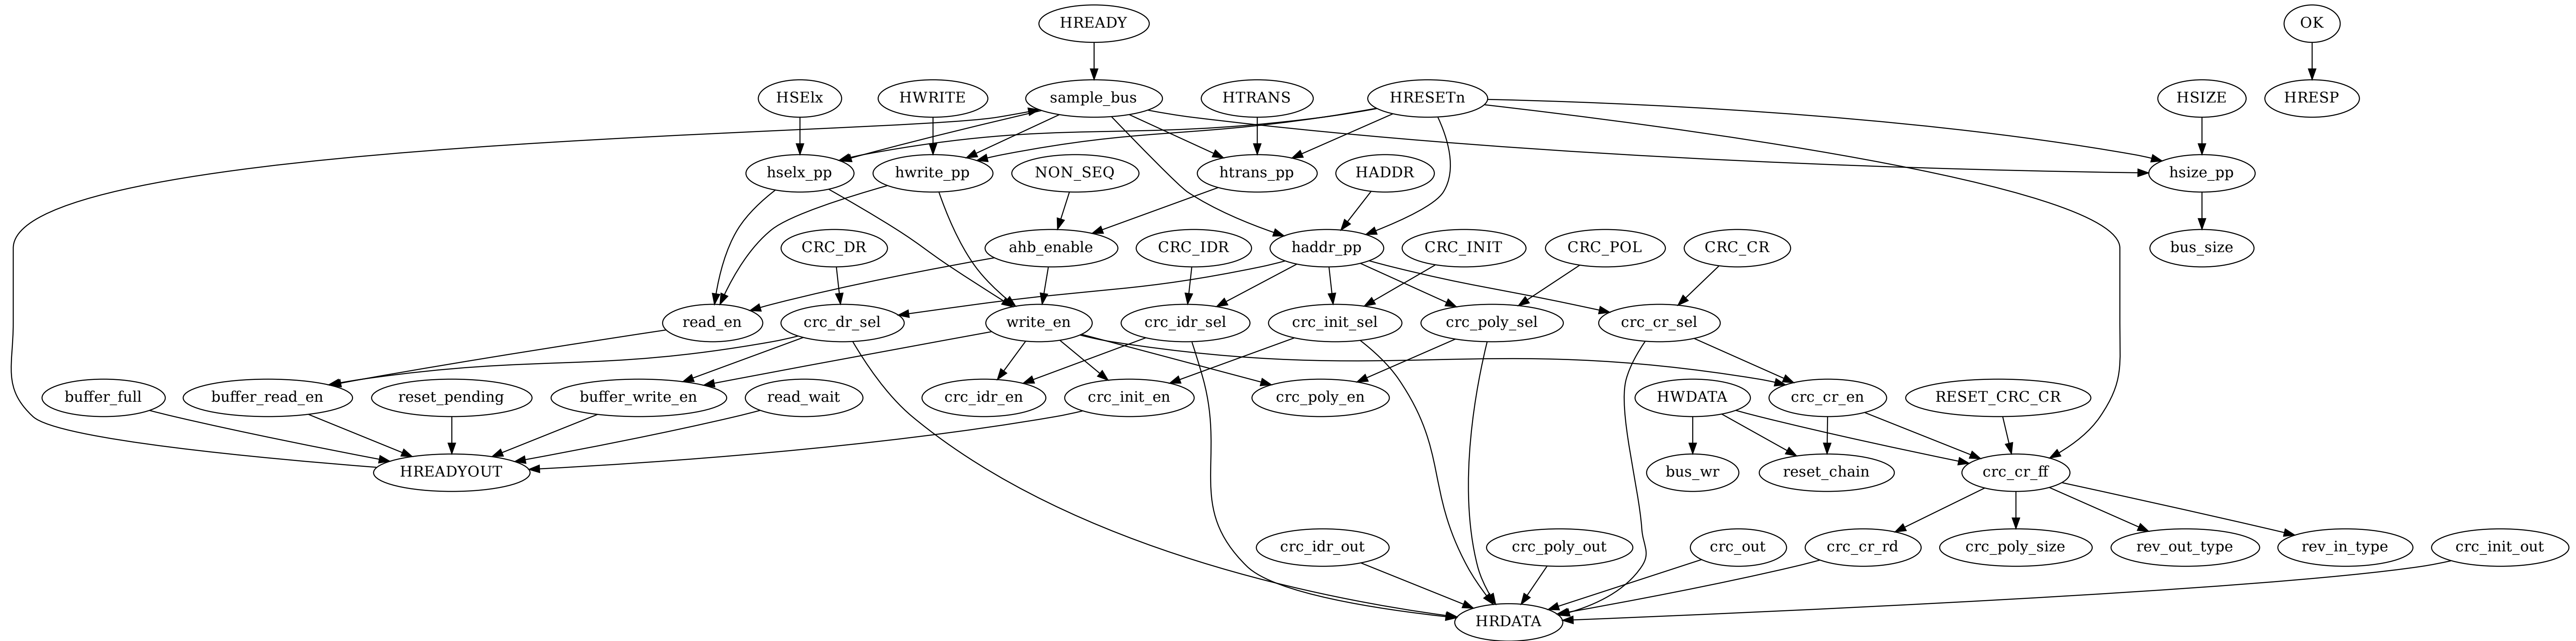 HREADY
OK
HSElx
HWRITE
sample_bus
HTRANS
HRESETn
HSIZE
HRESP
hselx_pp
hwrite_pp
NON_SEQ
htrans_pp
HADDR
hsize_pp
CRC_DR
ahb_enable
CRC_IDR
haddr_pp
CRC_INIT
CRC_POL
CRC_CR
bus_size
read_en
crc_dr_sel
write_en
crc_idr_sel
crc_init_sel
crc_poly_sel
crc_cr_sel
buffer_full
buffer_read_en
reset_pending
buffer_write_en
read_wait
crc_idr_en
crc_init_en
crc_poly_en
HWDATA
crc_cr_en
RESET_CRC_CR
HREADYOUT
bus_wr
reset_chain
crc_cr_ff
crc_idr_out
crc_poly_out
crc_out
crc_cr_rd
crc_poly_size
rev_out_type
rev_in_type
crc_init_out
HRDATA